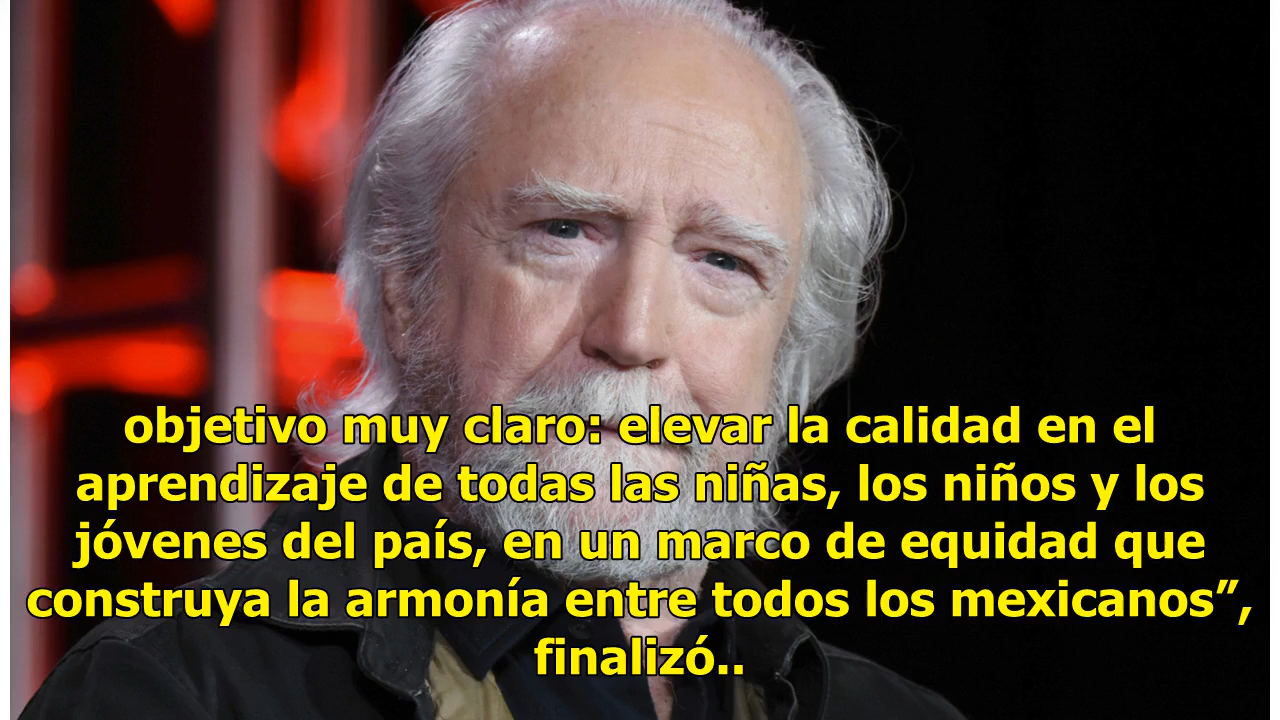 objetivo muy claro: elevar la calidad en el
aprendizaje de todas las niñas, los niños y los
jóvenes del país, en un marco de equidad que
construya la armonía entre todos los mexicanos”,
finalizó..